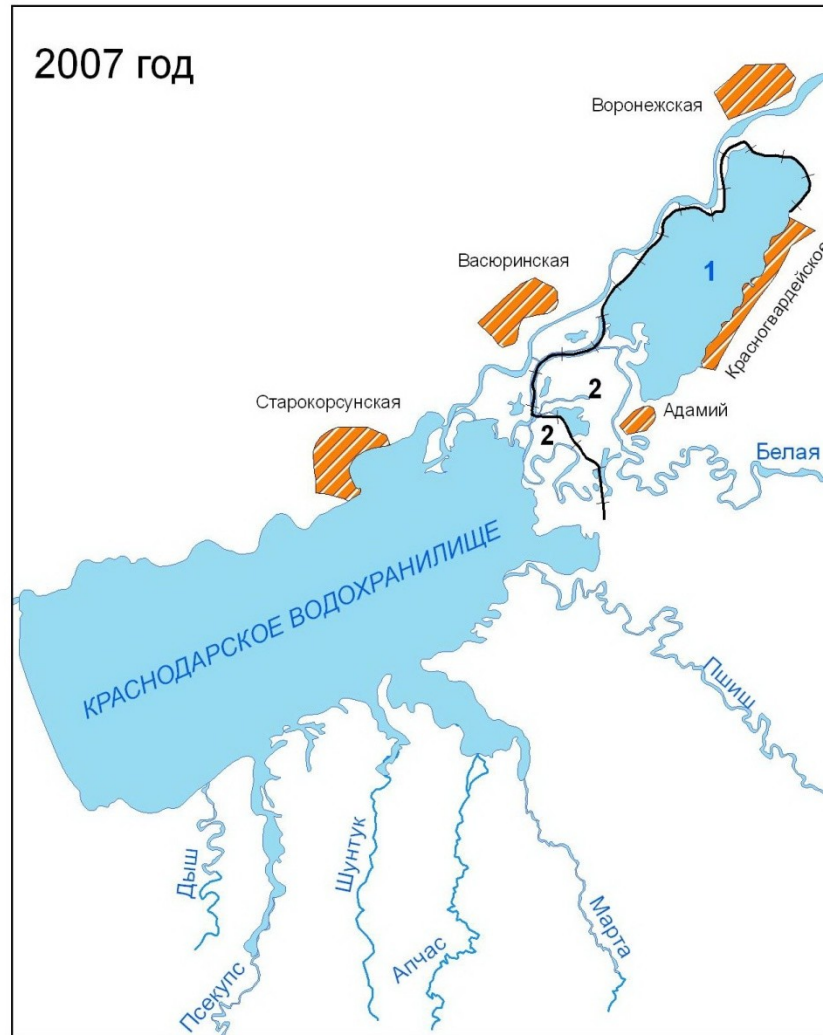 2007 год
Воронежская
Васюринская
1
Красногвардейское
2
Старокорсунская
Адамий
2
Белая
КРАСНОДАРСКОЕ ВОДОХРАНИЛИЩЕ
Пшиш
Дыш
Шунтук
Марта
Апчас
Псекупс